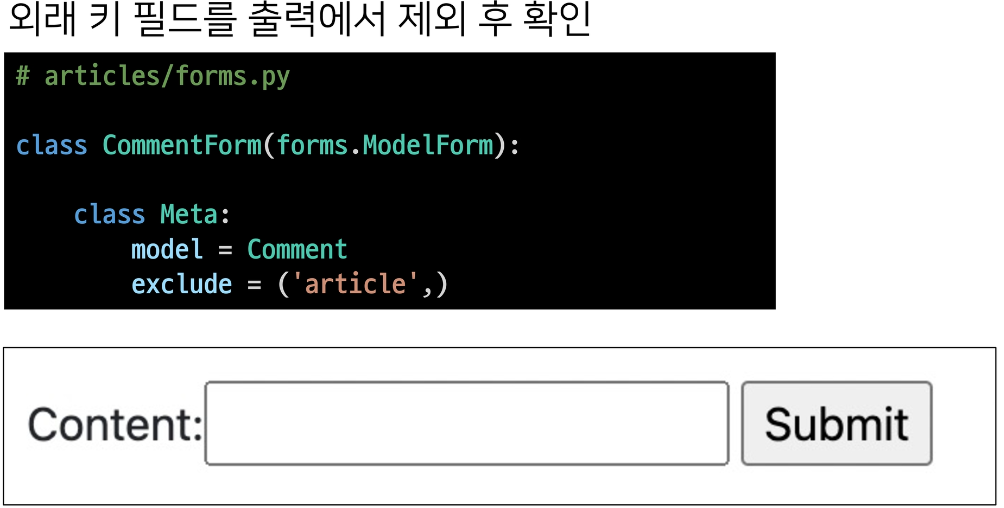 외래 키 필드를 출력에서 제외 후 확인
# articles/forms.py
class CommentForm(forms.ModelForm):
    class Meta:
        model = Comment
        exclude = ('article',)
Content: Submit